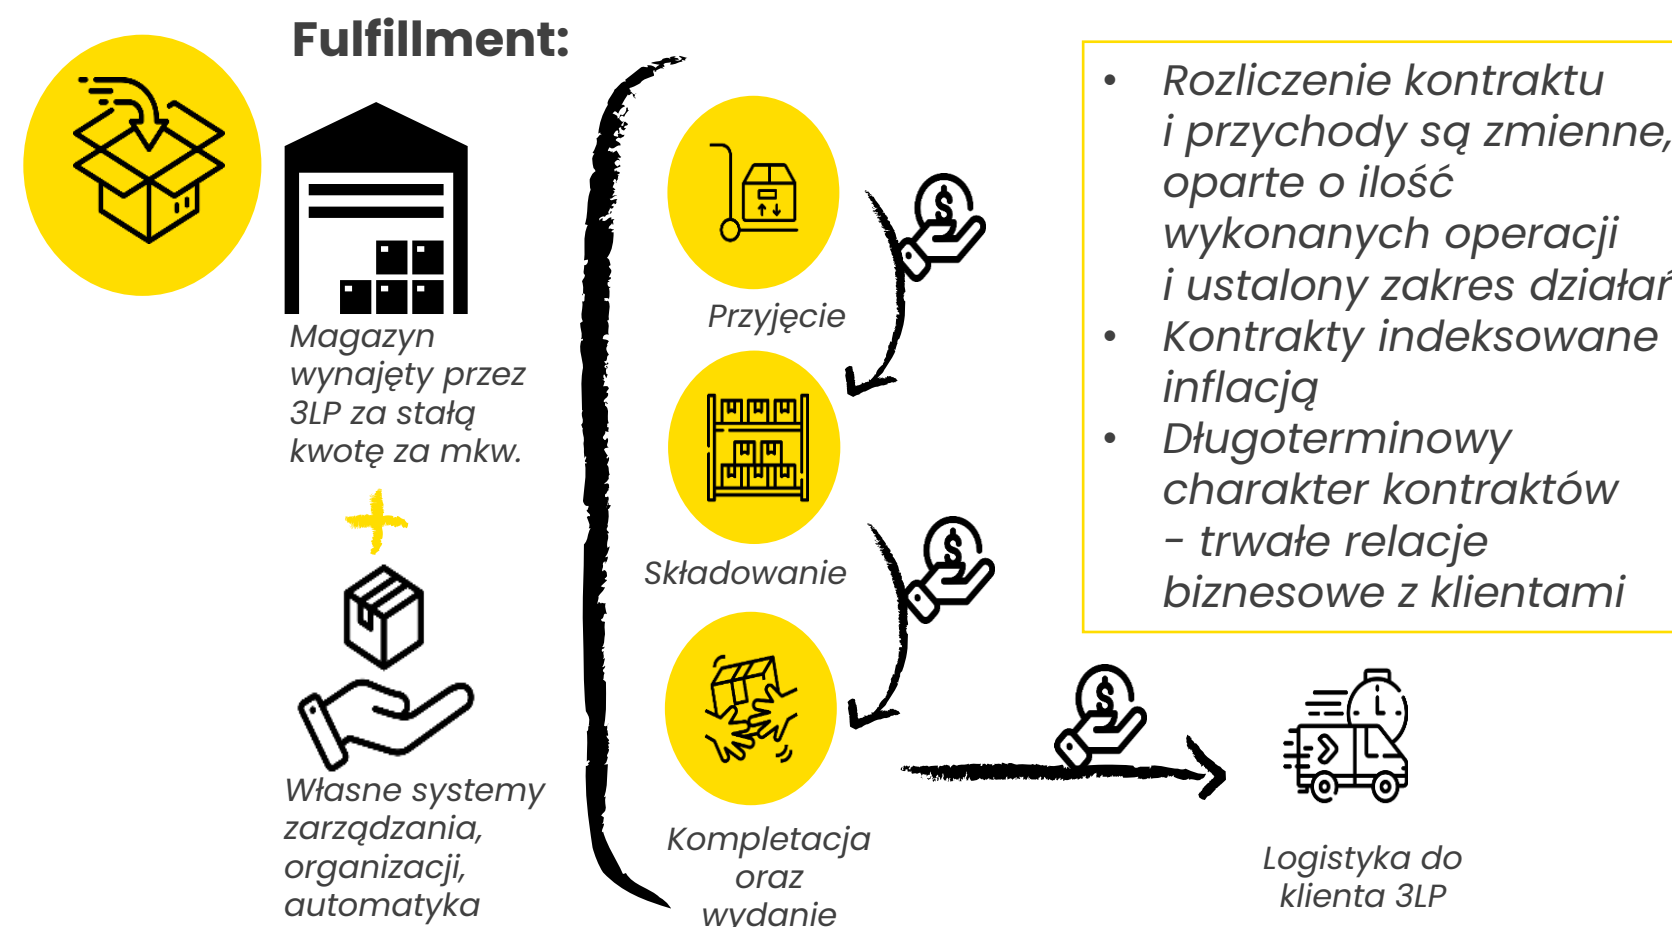 Fulfillment:
Magazyn
wynajęty przez
3LP za stałą
kwotę za mkw.
Własne systemy
zarządzania,
organizacji,
automatyka
Przyjęcie
Składowanie
Kompletacja
oraz
wydanie
• Rozliczenie kontraktu
i przychody są zmienne,
oparte o ilość
wykonanych operacji
i ustalony zakres działań
• Kontrakty indeksowane
inflacją
• Długoterminowy
charakter kontraktów
- trwałe relacje
biznesowe z klientami
Logistyka do
klienta 3LP